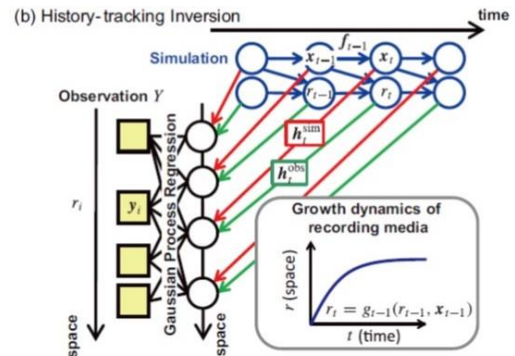 (b) History-tracking Inversion
time
f_{t−1}
Simulation
x_{t−1}
x_t
r_{t−1}
r_t
Observation Y
h_t^{sim}
h_t^{obs}
Gaussian Process Regression
r_i
y_i
space
space
Growth dynamics of
recording media
r (space)
r_t = g_{t−1}(r_{t−1}, x_{t−1})
t (time)